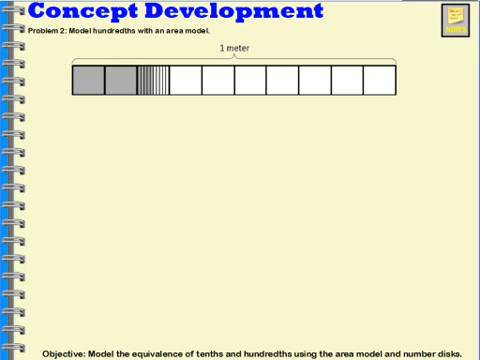 Concept Development
NOTES
Problem 2: Model hundredths with an area model.
1 meter
Objective: Model the equivalence of tenths and hundredths using the area model and number disks.